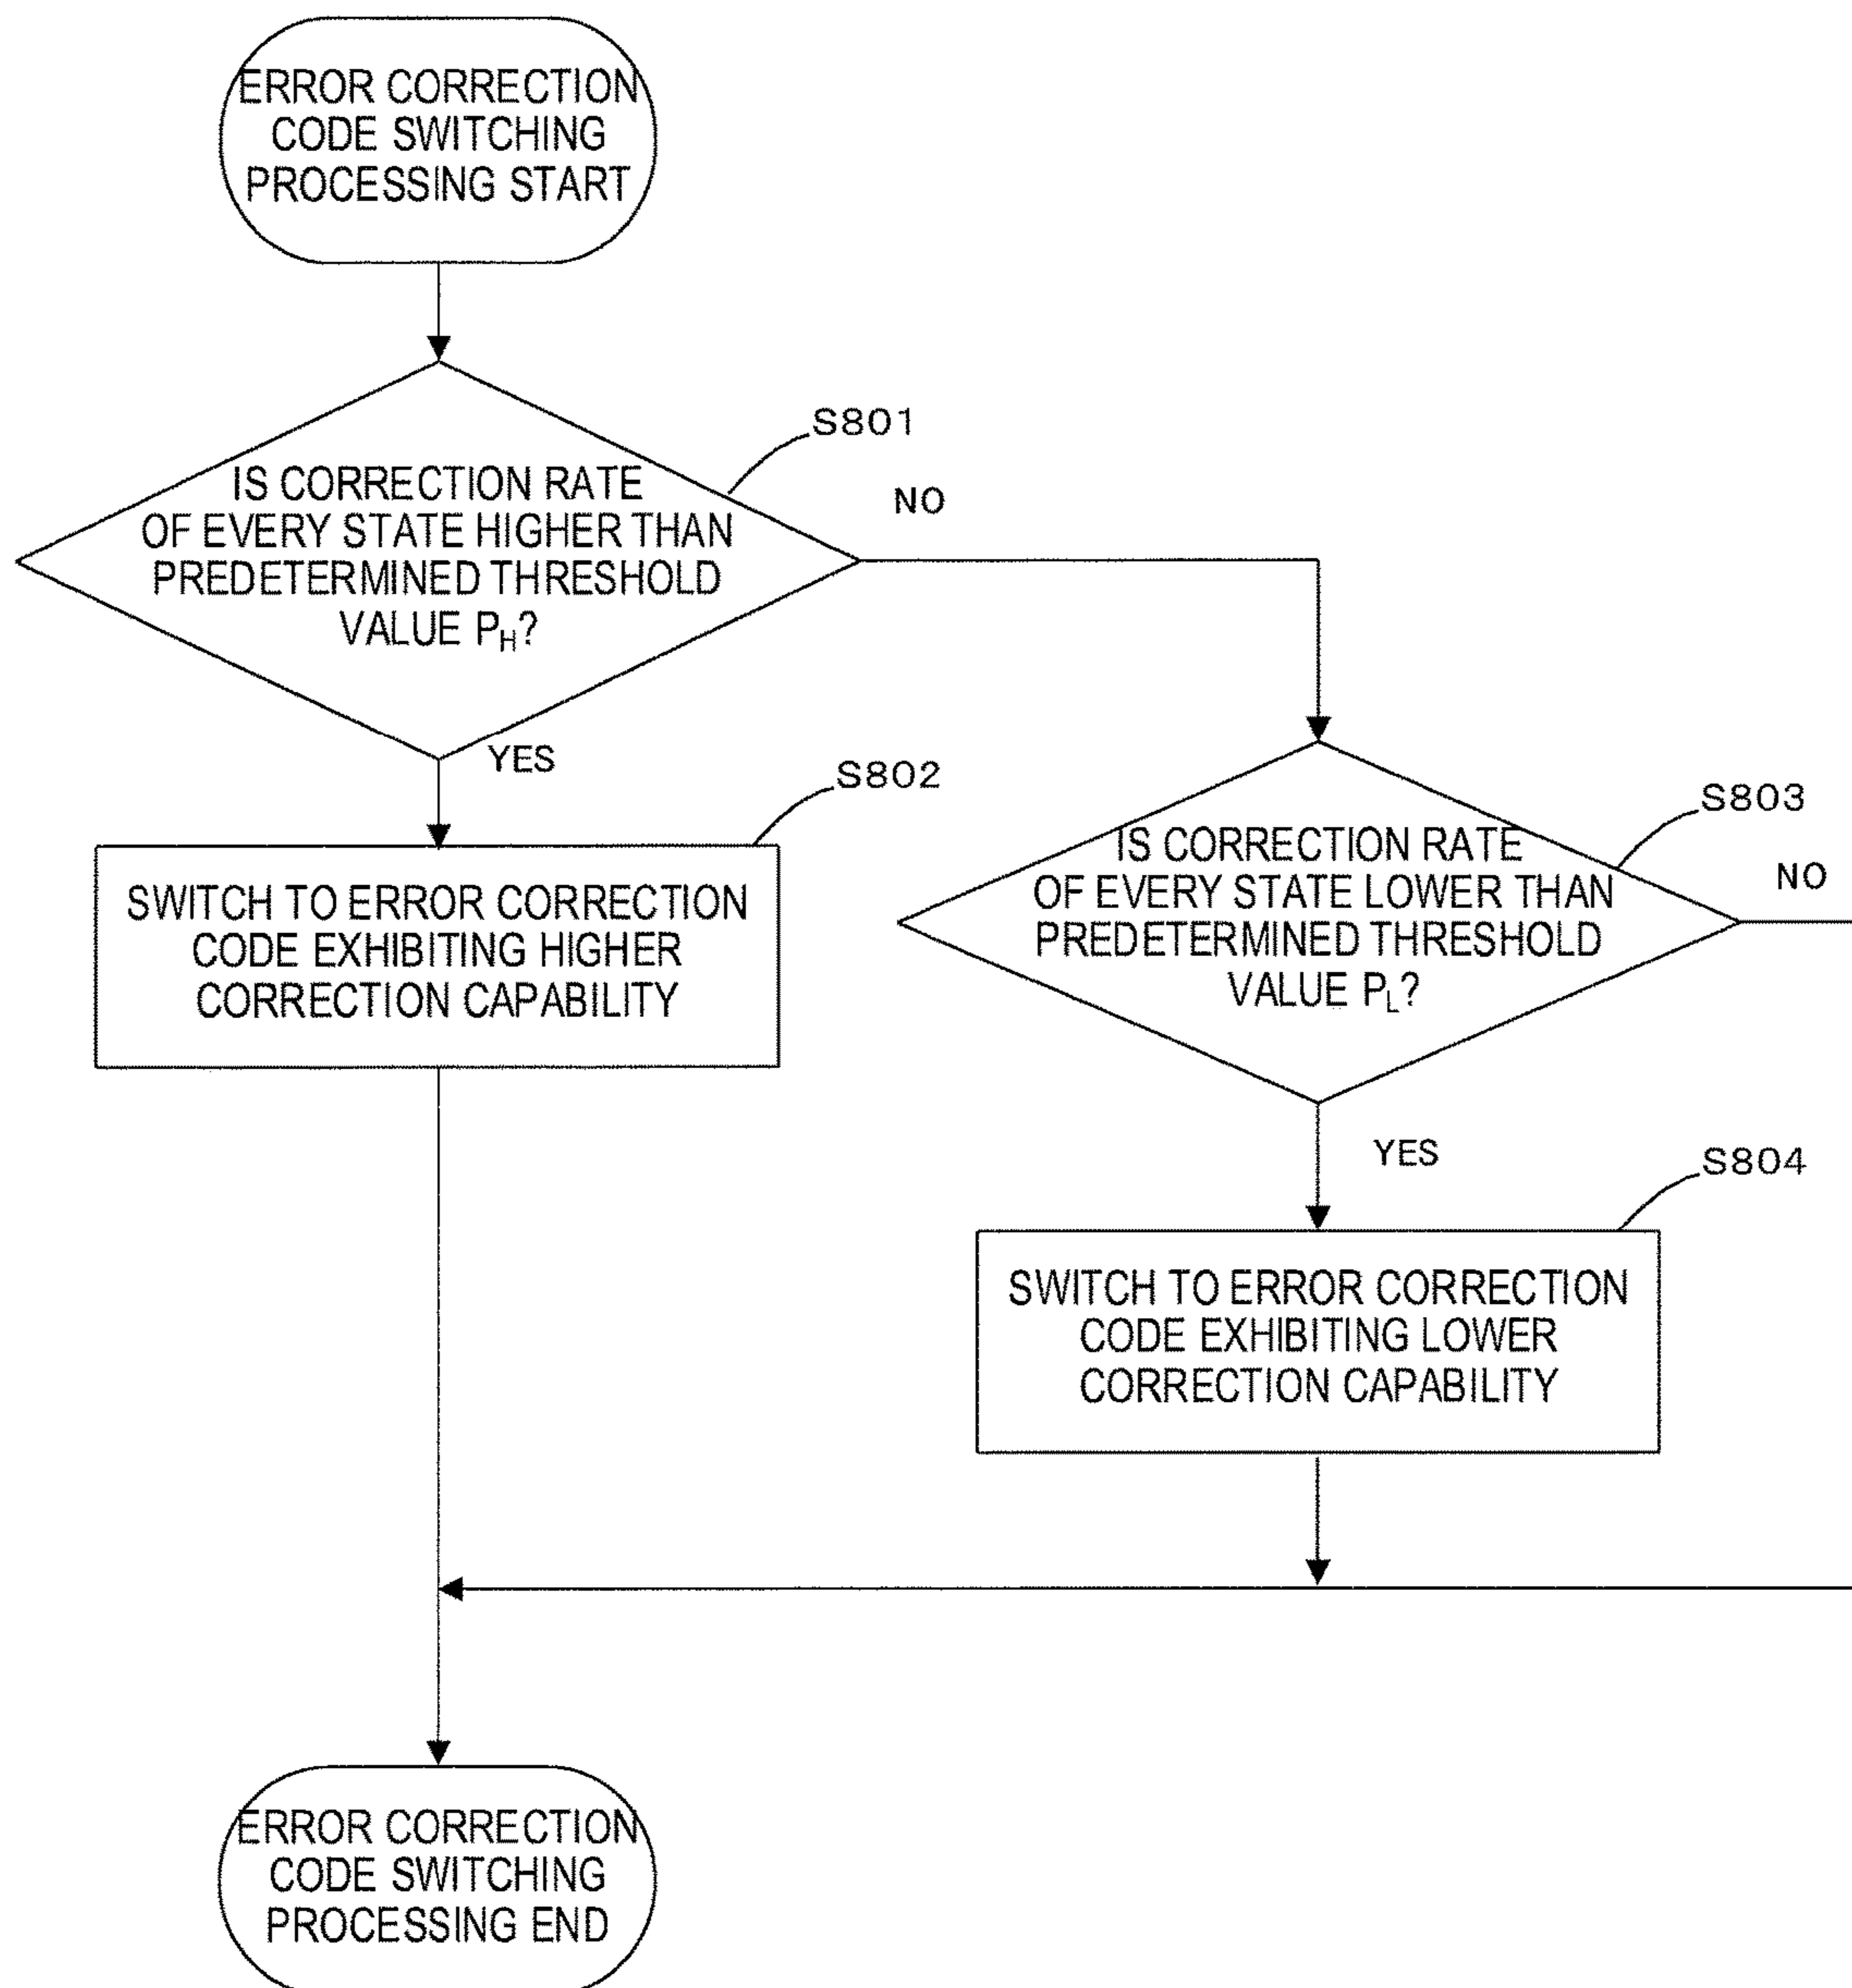 ERROR CORRECTION
CODE SWITCHING
PROCESSING START
S801
IS CORRECTION RATE
OF EVERY STATE HIGHER THAN
PREDETERMINED THRESHOLD
VALUE PH?
NO
YES
S802
SWITCH TO ERROR CORRECTION
CODE EXHIBITING HIGHER
CORRECTION CAPABILITY
S803
IS CORRECTION RATE
OF EVERY STATE LOWER THAN
PREDETERMINED THRESHOLD
VALUE PL?
NO
YES
S804
SWITCH TO ERROR CORRECTION
CODE EXHIBITING LOWER
CORRECTION CAPABILITY
ERROR CORRECTION
CODE SWITCHING
PROCESSING END